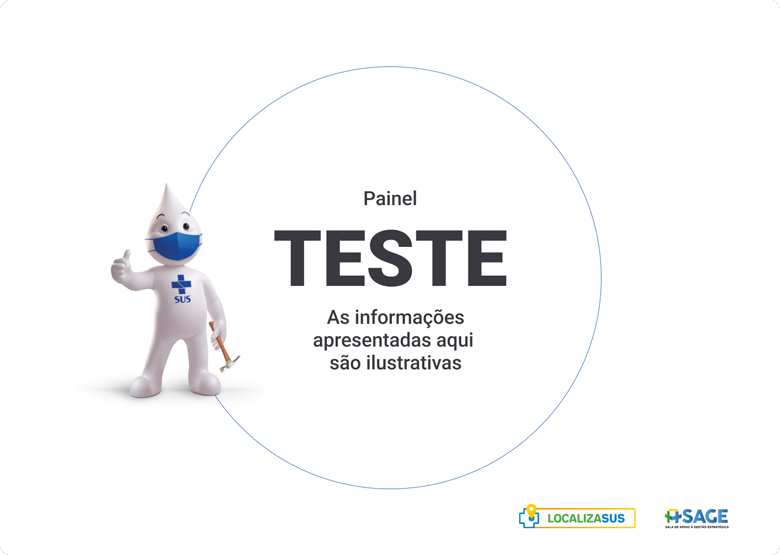 Painel
TESTE
As informações
apresentadas aqui
são ilustrativas
SUS
LOCALIZASUS
SAGE
SALA DE APOIO À GESTÃO ESTRATÉGICA